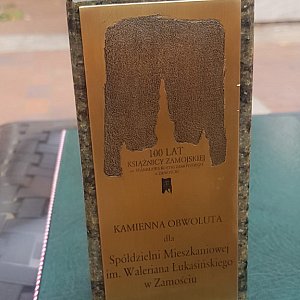 100 LAT
KSIĄŻNICY ZAMOJSKIEJ
KAMIENNA OBWOLUTA
dla
Spółdzielni Mieszkaniowej
im. Waleriana Łukasińskiego
w Zamościu